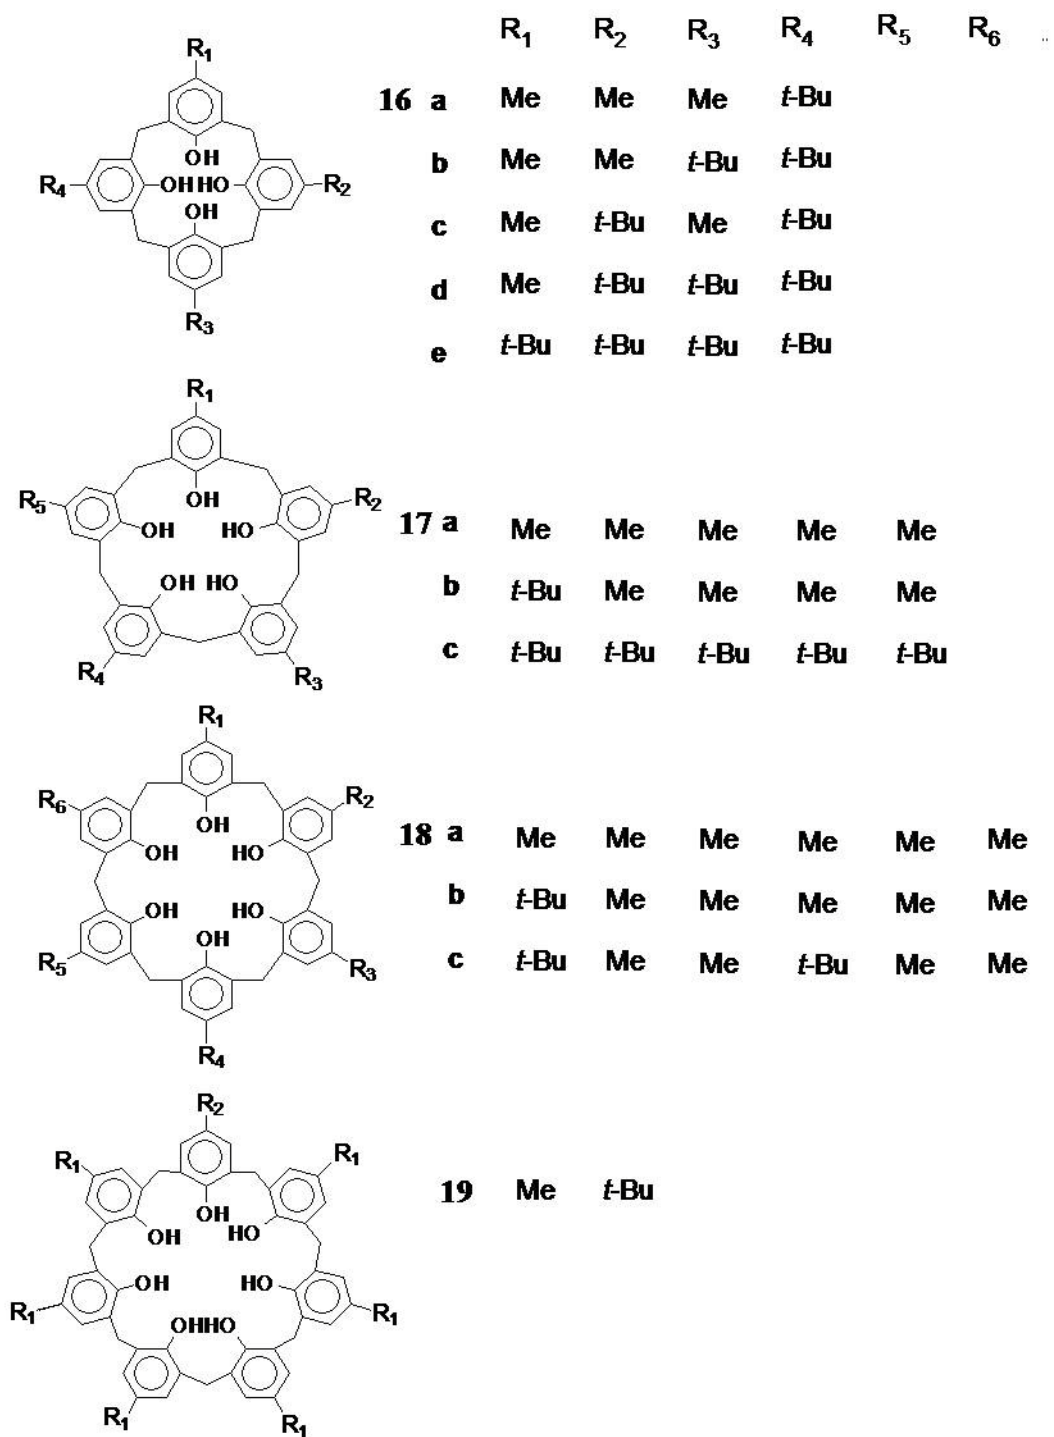 R1 R2 R3 R4 R5 R6
R1
16 a Me Me Me t-Bu
OH
b Me Me t-Bu t-Bu
R4 OH HO R2
OH
c Me t-Bu Me t-Bu
d Me t-Bu t-Bu t-Bu
R3
e t-Bu t-Bu t-Bu t-Bu
R1
R5 OH R2
17 a Me Me Me Me Me
OH HO
b t-Bu Me Me Me Me
OH HO
c t-Bu t-Bu t-Bu t-Bu t-Bu
R4 R3
R1
R6 R2
OH
18 a Me Me Me Me Me Me
OH HO
b t-Bu Me Me Me Me Me
OH HO
OH
c t-Bu Me Me t-Bu Me Me
R5 R3
R4
R2
R1 R1
19 Me t-Bu
OH
OH HO
OH HO
R1 R1
OH HO
R1 R1